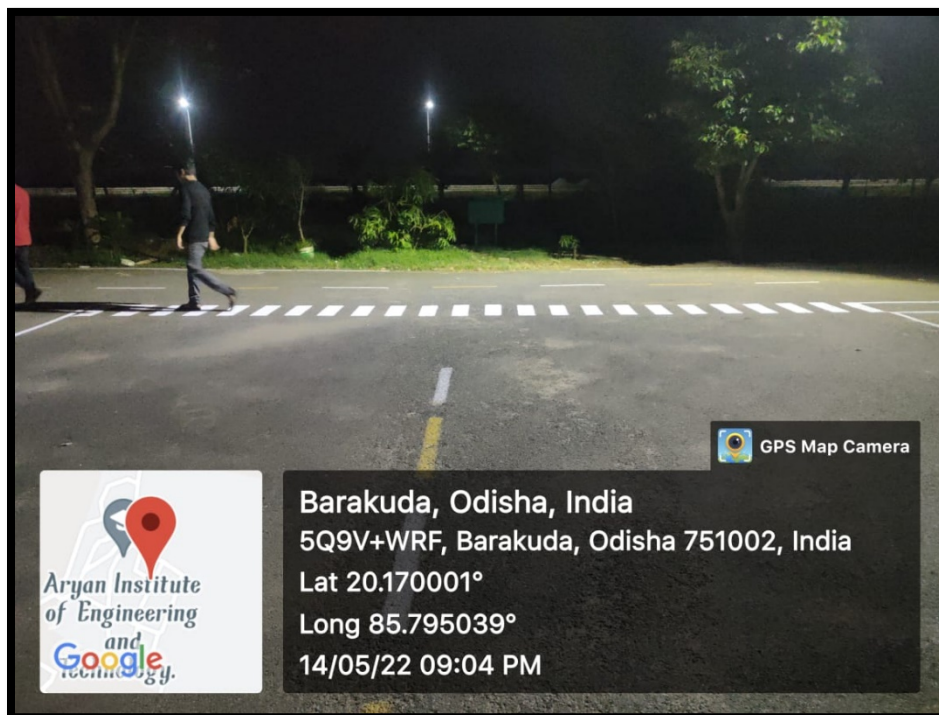 GPS Map Camera
Barakuda, Odisha, India
5Q9V+WRF, Barakuda, Odisha 751002, India
Lat 20.170001°
Long 85.795039°
14/05/22 09:04 PM
Aryan Institute
of Engineering
and
Technology.
Google